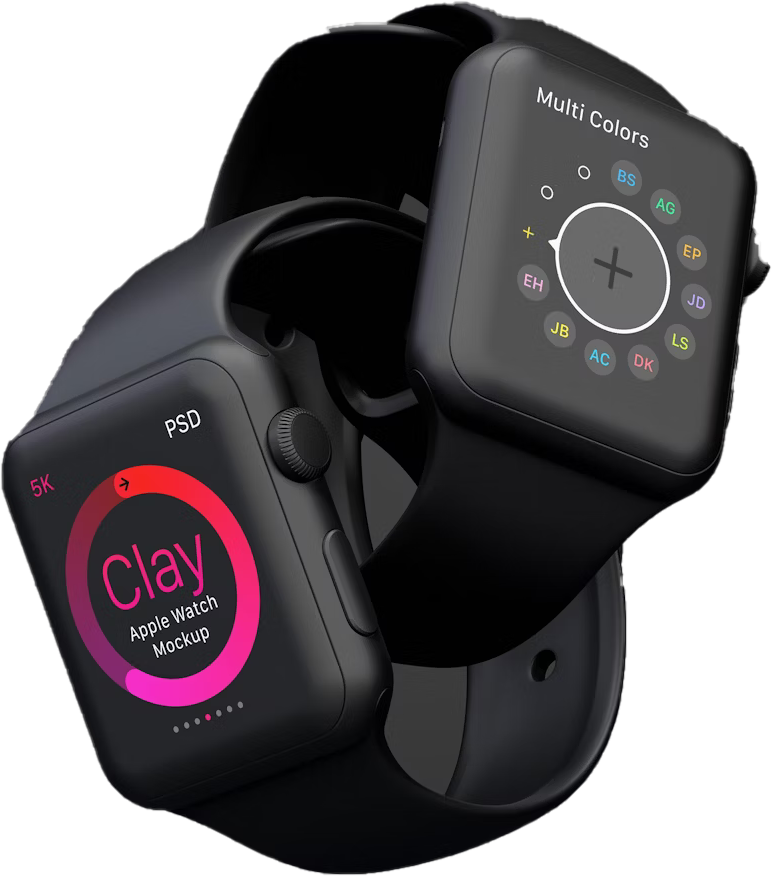 Multi Colors
BS
AG
EP
JD
LS
DK
AC
JB
EH
+
+
PSD
5K
Clay
Apple Watch
Mockup